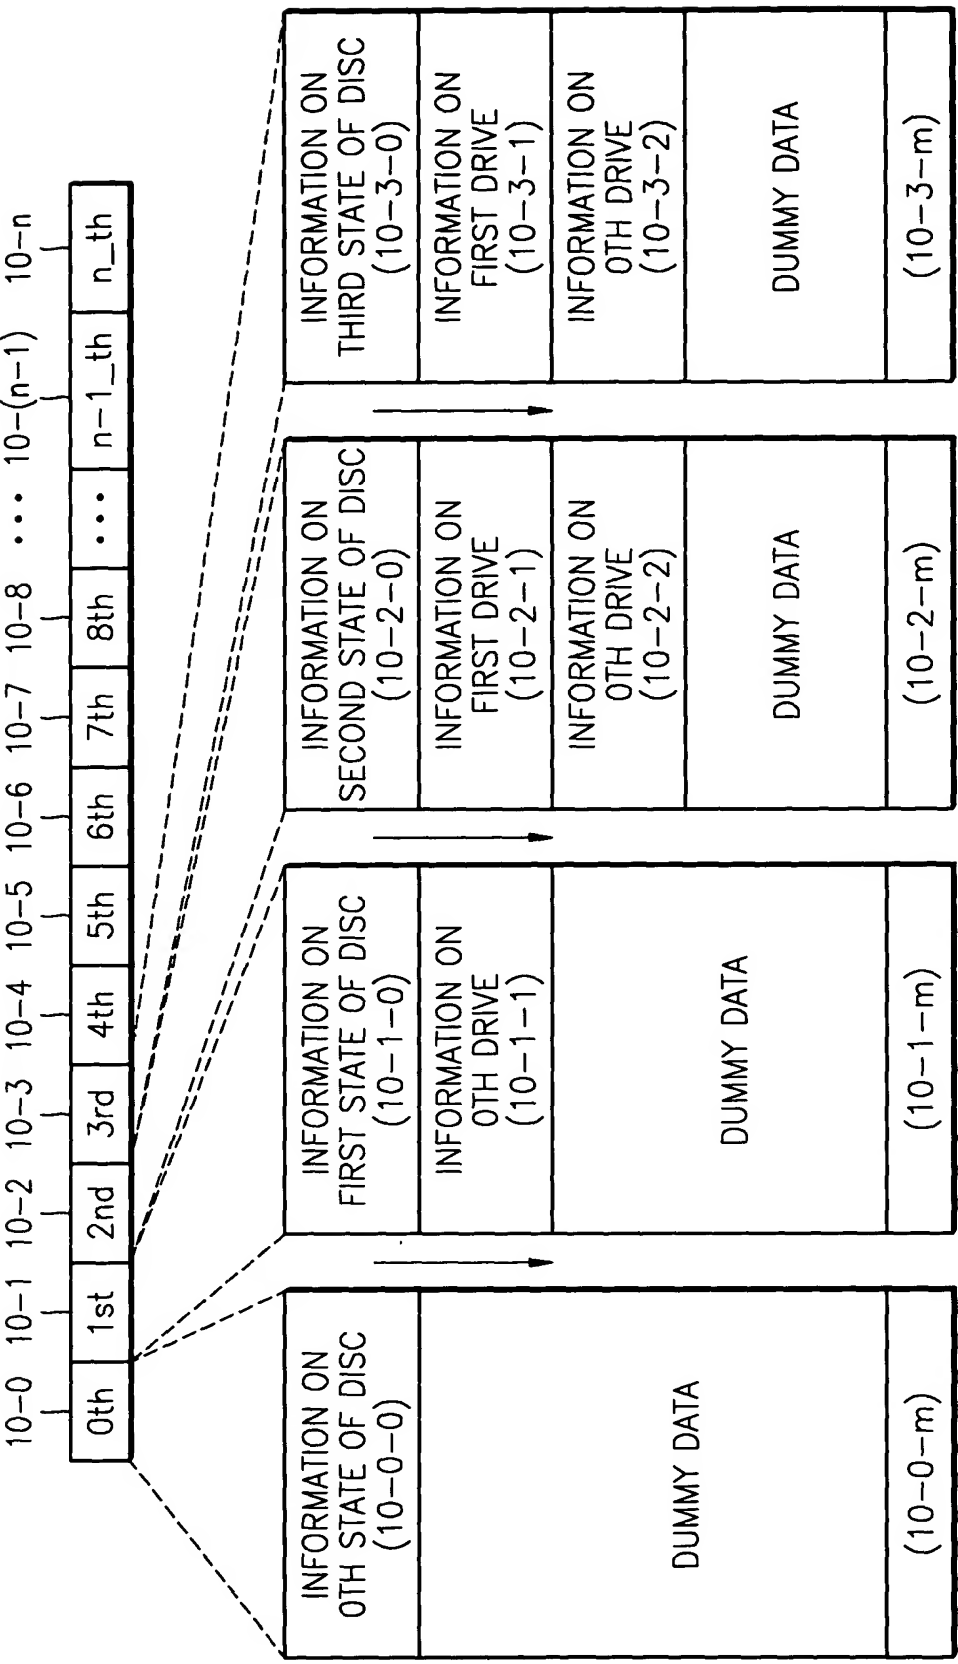 10-0 10-1 10-2 10-3 10-4 10-5 10-6 10-7 10-8 ... 10-(n-1) 10-n
0th 1st 2nd 3rd 4th 5th 6th 7th 8th ... n-1_th n_th
INFORMATION ON
0TH STATE OF DISC
(10-0-0)
DUMMY DATA
(10-0-m)
INFORMATION ON
FIRST STATE OF DISC
(10-1-0)
INFORMATION ON
0TH DRIVE
(10-1-1)
DUMMY DATA
(10-1-m)
INFORMATION ON
SECOND STATE OF DISC
(10-2-0)
INFORMATION ON
FIRST DRIVE
(10-2-1)
INFORMATION ON
0TH DRIVE
(10-2-2)
DUMMY DATA
(10-2-m)
INFORMATION ON
THIRD STATE OF DISC
(10-3-0)
INFORMATION ON
FIRST DRIVE
(10-3-1)
INFORMATION ON
0TH DRIVE
(10-3-2)
DUMMY DATA
(10-3-m)